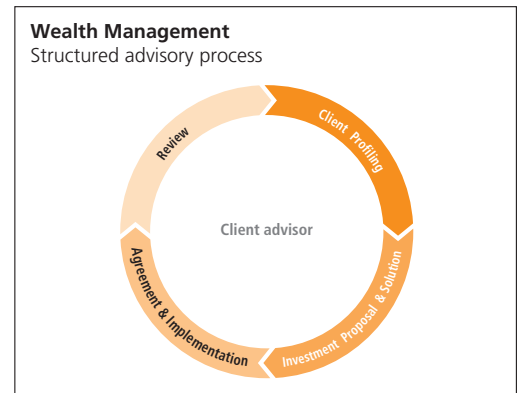 Wealth Management
Structured advisory process
Client Profiling
Investment Proposal & Solution
Agreement & Implementation
Review
Client advisor